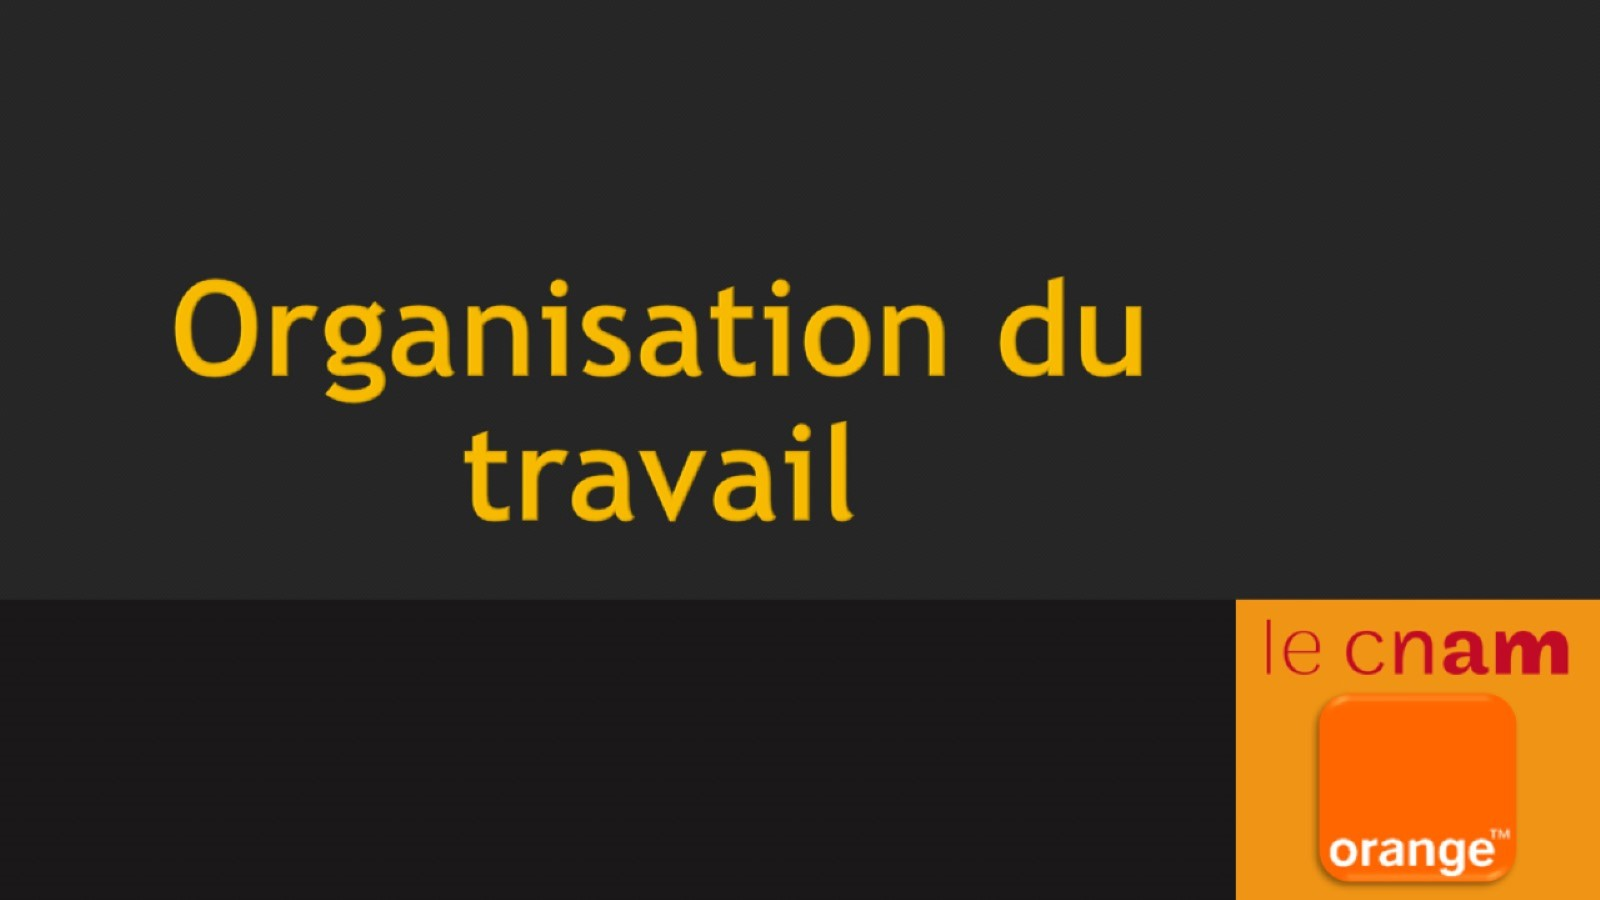 Organisation du
travail
le cnam
orange™